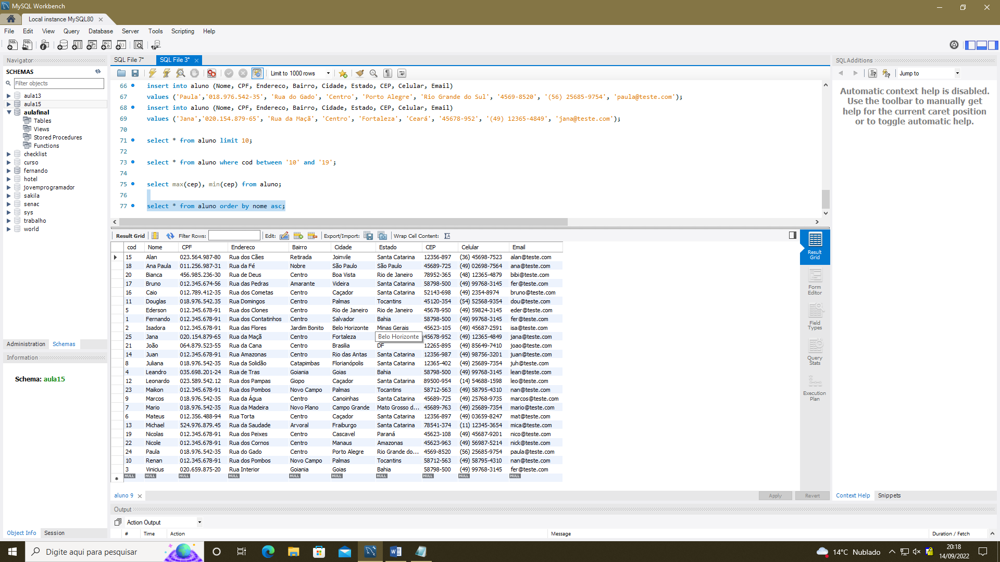 MySQL Workbench
Local instance MySQL80
File Edit View Query Database Server Tools Scripting Help
Navigator
SCHEMAS
Filter objects
aula13
aula15
aulafinal
Tables
Views
Stored Procedures
Functions
checklist
curso
fernando
hotel
jovemprogramador
sakila
senac
sys
trabalho
world
Administration Schemas
Information
Schema: aula15
Object Info Session
SQL File 7* SQL File 3*
Limit to 1000 rows
66 insert into aluno (Nome, CPF, Endereco, Bairro, Cidade, Estado, CEP, Celular, Email)
67 values ('Paula','018.976.542-35', 'Rua do Gado', 'Centro', 'Porto Alegre', 'Rio Grande do Sul', '4569-8520', '(56) 25685-9754', 'paula@teste.com');
68 insert into aluno (Nome, CPF, Endereco, Bairro, Cidade, Estado, CEP, Celular, Email)
69 values ('Jana','020.154.879-65', 'Rua da Maçã', 'Centro', 'Fortaleza', 'Ceará', '45678-952', '(49) 12365-4849', 'jana@teste.com');
70
71 select * from aluno limit 10;
72
73 select * from aluno where cod between '10' and '19';
74
75 select max(cep), min(cep) from aluno;
76
77 select * from aluno order by nome asc;
Result Grid Filter Rows: Edit: Export/Import: Wrap Cell Content:
cod Nome CPF Endereco Bairro Cidade Estado CEP Celular Email
15 Alan 023.564.987-80 Rua dos Cães Retirada Joinvile Santa Catarina 12356-897 (36) 45698-7523 alan@teste.com
18 Ana Paula 011.256.987-31 Rua da Fé Nobre São Paulo São Paulo 45689-725 (49) 02698-7564 ana@teste.com
20 Bianca 456.985.236-30 Rua de Deus Centro Boa Vista Rio de Janeiro 78952-365 (48) 12365-4879 bibi@teste.com
17 Bruno 012.345.674-56 Rua das Pedras Amarante Videira Santa Catarina 58798-500 (49) 99768-3145 fer@teste.com
16 Caio 012.789.412-35 Rua dos Cometas Centro Caçador Santa Catarina 52143-698 (49) 2354-8974 bruno@teste.com
11 Douglas 018.976.542.35 Rua Domingos Centro Palmas Tocantins 45120-354 (54) 52568-9354 dou@teste.com
5 Ederson 012.345.678-91 Rua dos Clones Centro Rio de Janeiro Rio de Janeiro 45678-950 (49) 59824-3145 eder@teste.com
1 Fernando 012.345.678-91 Rua dos Contatinhos Centro Salvador Bahia 58798-500 (49) 99768-3145 fer@teste.com
2 Isadora 012.345.678-91 Rua das Flores Jardim Bonito Belo Horizonte Minas Gerais 45623-105 (49) 45687-2591 isa@teste.com
25 Jana 020.154.879-65 Rua da Maçã Centro Fortaleza Belo Horizonte 45678-952 (49) 12365-4849 jana@teste.com
21 João 064.879.523-55 Rua da Cana Centro Brasilia DF 12265-895 (49) 85649-7410 joao@teste.com
14 Juan 012.345.678-91 Rua Amazonas Centro Rio das Antas Santa Catarina 12356-987 (49) 98756-3201 juan@teste.com
8 Juliana 018.976.542-35 Rua da Solidão Catapimbas Florianópolis Santa Catarina 12365-402 (49) 25689-7354 juh@teste.com
4 Leandro 035.698.201-24 Rua de Tras Goiania Goias Bahia 58798-500 (49) 99768-3145 lean@teste.com
12 Leonardo 023.589.542.12 Rua dos Pampas Giopo Caçador Santa Catarina 89500-954 (14) 54688-1598 leo@teste.com
23 Maikon 012.345.678-91 Rua dos Pombos Novo Campo Palmas Tocantins 58712-563 (49) 58795-4310 nan@teste.com
9 Marcos 018.976.542-35 Rua da Água Centro Canoinhas Santa Catarina 45689-725 (49) 25768-9735 marcos@teste.com
7 Mario 018.976.542-35 Rua da Madeira Novo Plano Campo Grande Mato Grosso d... 45689-763 (49) 25689-7354 mario@teste.com
6 Mateus 012.356.488-94 Rua Torta Centro Caçador Santa Catarina 12356-897 (49) 03659-8247 mat@teste.com
13 Michael 524.976.879.45 Rua da Saudade Arvoral Fraiburgo Santa Catarina 78541-374 (11) 12345-3654 mica@teste.com
19 Nicolas 012.345.678-91 Rua dos Peixes Centro Cascavel Paraná 45623-108 (49) 45687-9201 nico@teste.com
22 Nicole 012.345.678-91 Rua dos Cornos Centro Manaus Amazonas 45623-963 (49) 56987-5214 nick@teste.com
24 Paula 018.976.542-35 Rua do Gado Centro Porto Alegre Rio Grande do... 4569-8520 (56) 25685-9754 paula@teste.com
10 Renan 012.345.678-91 Rua dos Pombos Novo Campo Palmas Tocantins 58712-563 (49) 58795-4310 nan@teste.com
3 Vinicius 020.659.875-20 Rua Interior Goiania Goias Bahia 58798-500 (49) 99768-3145 fer@teste.com
NULL NULL NULL NULL NULL NULL NULL NULL NULL NULL
Result Grid
Form Editor
Field Types
Query Stats
Execution Plan
aluno 9 Apply Revert
Output
Action Output
# Time Action Message Duration / Fetch
SQLAdditions
Jump to
Automatic context help is disabled.
Use the toolbar to manually get
help for the current caret position
or to toggle automatic help.
Context Help Snippets
Digite aqui para pesquisar
14°C Nublado
20:18
14/09/2022